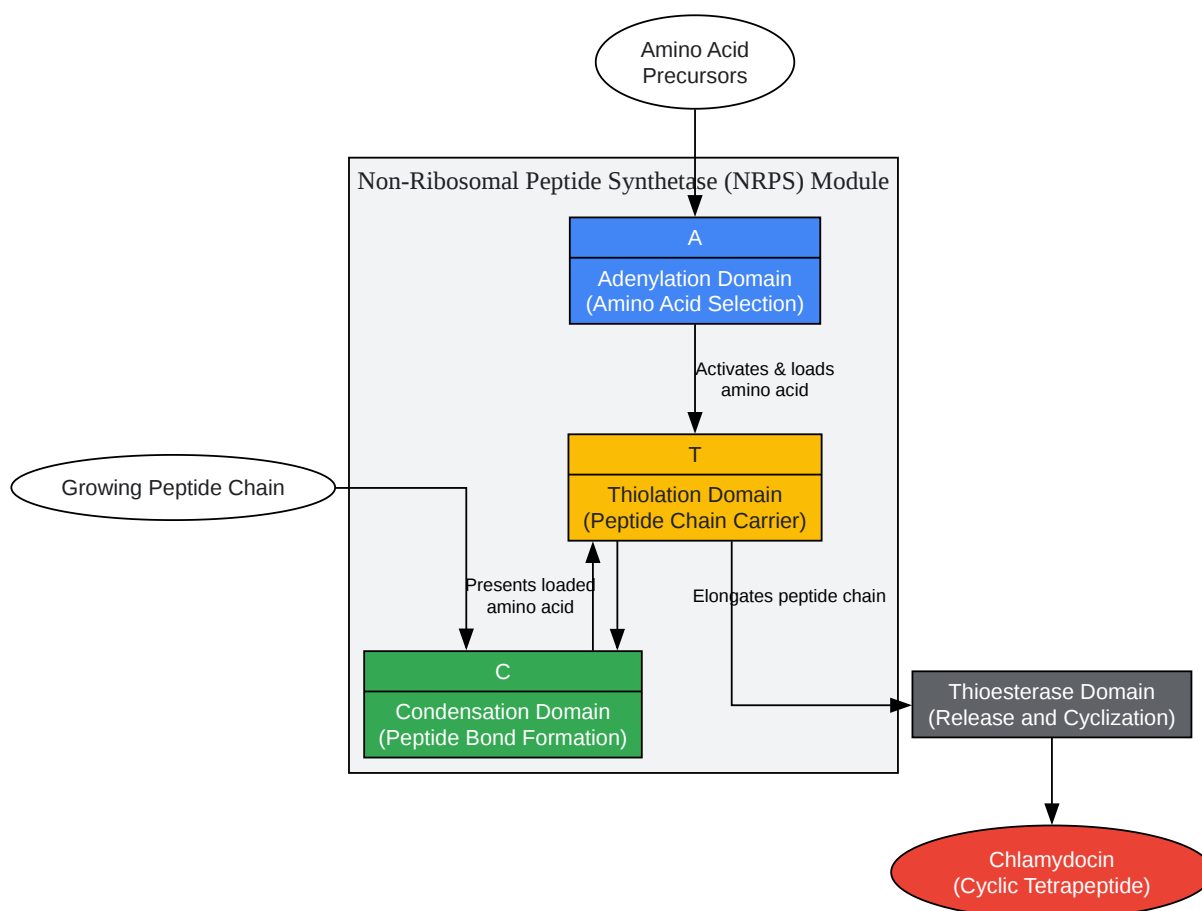 Amino Acid
Precursors
Non-Ribosomal Peptide Synthetase (NRPS) Module
A
Adenylation Domain
(Amino Acid Selection)
Activates & loads
amino acid
T
Thiolation Domain
(Peptide Chain Carrier)
Growing Peptide Chain
Presents loaded
amino acid
Elongates peptide chain
C
Condensation Domain
(Peptide Bond Formation)
Thioesterase Domain
(Release and Cyclization)
Chlamydocin
(Cyclic Tetrapeptide)